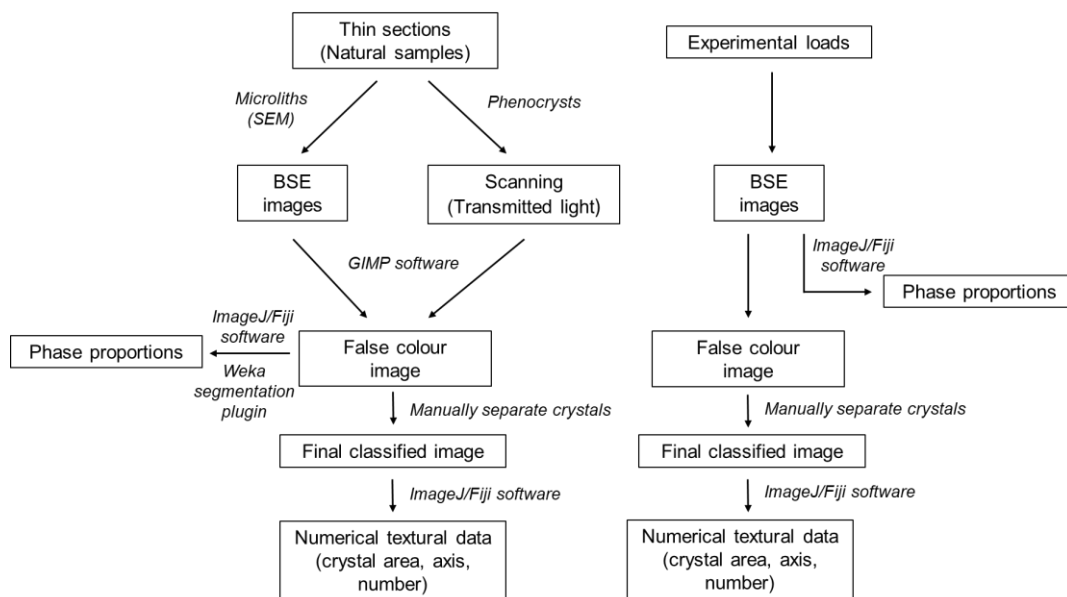 Thin sections
(Natural samples)
Experimental loads
Microliths
(SEM)
Phenocrysts
BSE
images
Scanning
(Transmitted light)
BSE
images
GIMP software
ImageJ/Fiji
software
Phase proportions
ImageJ/Fiji
software
Phase proportions
Weka
segmentation
plugin
False colour
image
False colour
image
Manually separate crystals
Manually separate crystals
Final classified image
Final classified image
ImageJ/Fiji software
ImageJ/Fiji software
Numerical textural data
(crystal area, axis,
number)
Numerical textural data
(crystal area, axis,
number)